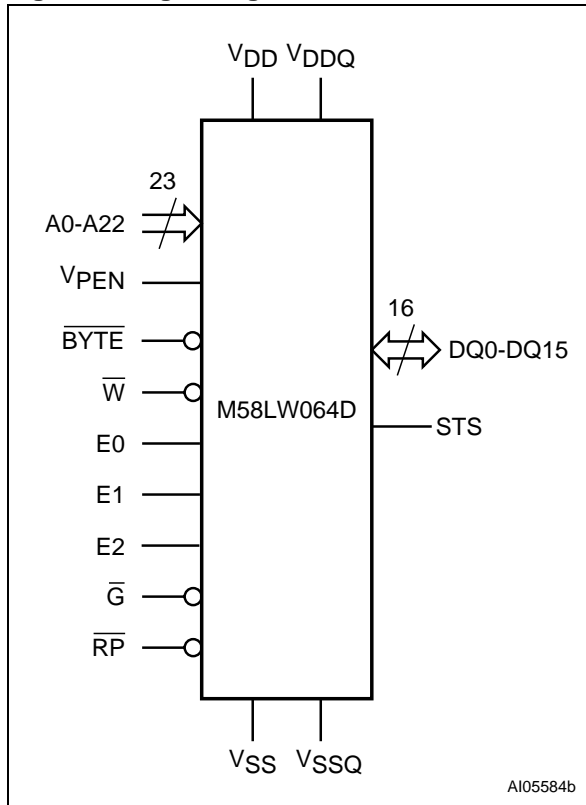 VDD VDDQ
23
A0-A22
VPEN
16
BYTE
DQ0-DQ15
W
M58LW064D
STS
E0
E1
E2
G
RP
VSS VSSQ
AI05584b